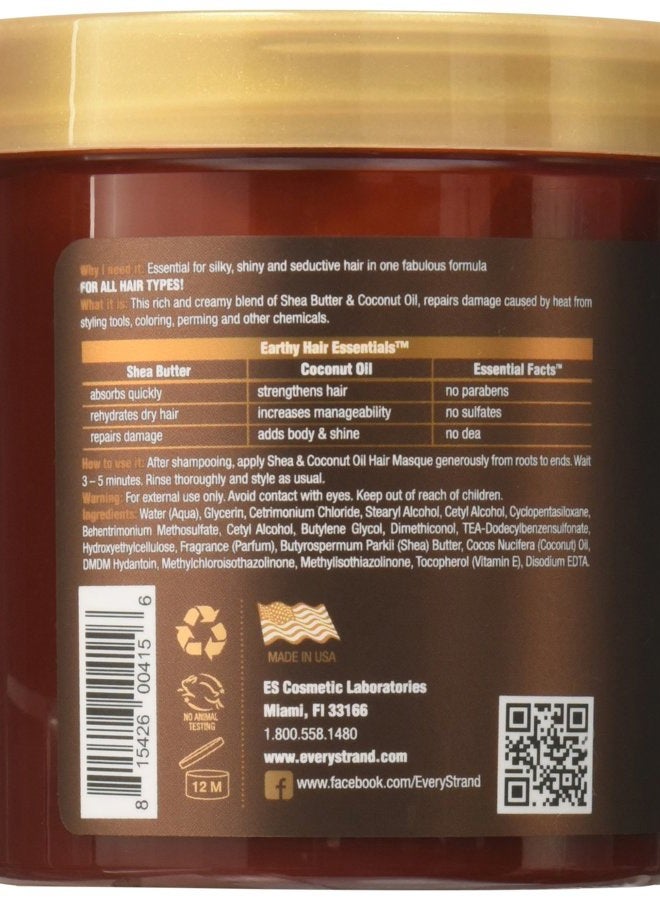 Why I need it: Essential for silky, shiny and seductive hair in one fabulous formula
FOR ALL HAIR TYPES!
What it is: This rich and creamy blend of Shea Butter & Coconut Oil, repairs damage caused by heat from
styling tools, coloring, perming and other chemicals.
Earthy Hair Essentials™
Shea Butter Coconut Oil Essential Facts™
absorbs quickly strengthens hair no parabens
rehydrates dry hair increases manageability no sulfates
repairs damage adds body & shine no dea
How to use it: After shampooing, apply Shea & Coconut Oil Hair Masque generously from roots to ends. Wait
3 – 5 minutes. Rinse thoroughly and style as usual.
Warning: For external use only. Avoid contact with eyes. Keep out of reach of children.
Ingredients: Water (Aqua), Glycerin, Cetrimonium Chloride, Stearyl Alcohol, Cetyl Alcohol, Cyclopentasiloxane,
Behentrimonium Methosulfate, Cetyl Alcohol, Butylene Glycol, Dimethiconol, TEA-Dodecylbenzensulfonate,
Hydroxyethylcellulose, Fragrance (Parfum), Butyrospermum Parkii (Shea) Butter, Cocos Nucifera (Coconut) Oil,
DMDM Hydantoin, Methylchloroisothazolinone, Methyllsothiazolinone, Tocopherol (Vitamin E), Disodium EDTA.
8 15426 00415 6
NO ANIMAL
TESTING
12 M
MADE IN USA
ES Cosmetic Laboratories
Miami, Fl 33166
1.800.558.1480
www.everystrand.com
f www.facebook.com/EveryStrand